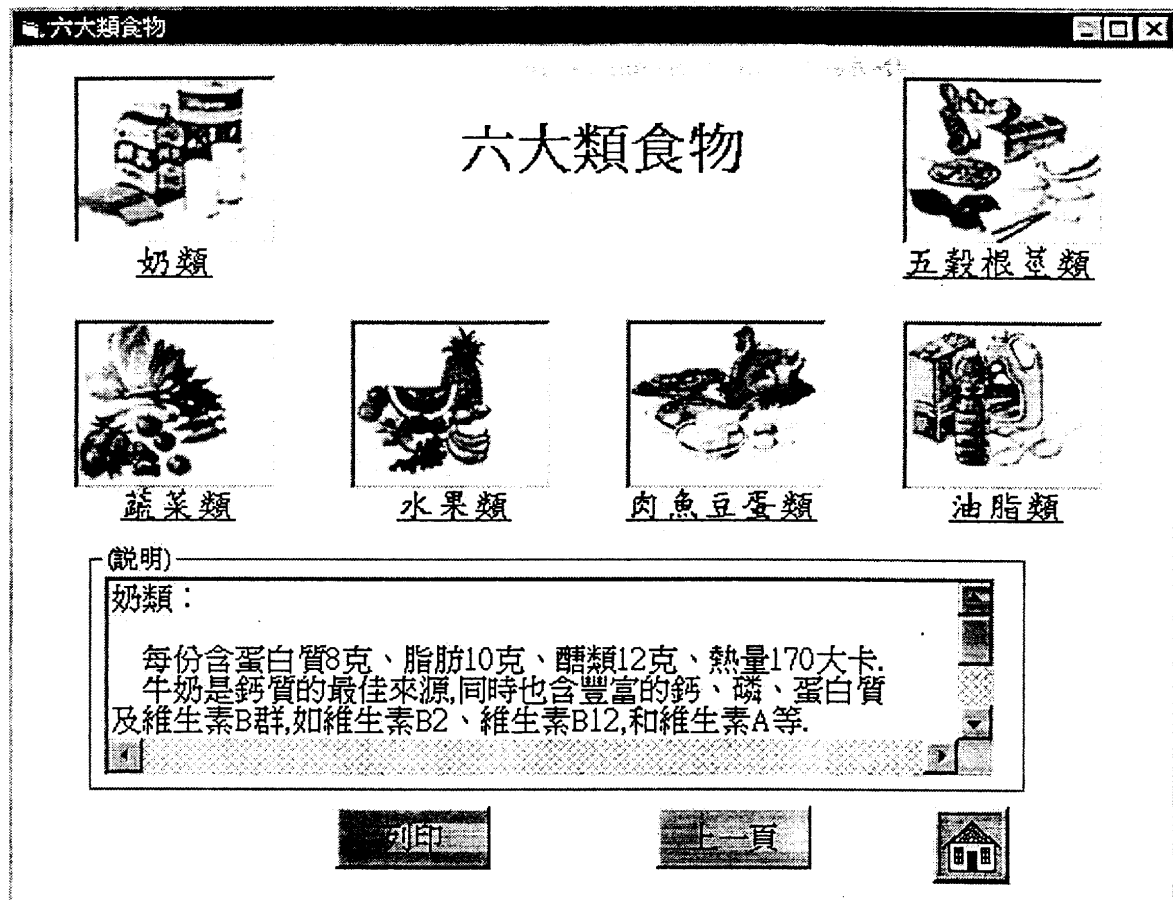 六大類食物
六大類食物
奶類
五穀根莖類
蔬菜類
水果類
肉魚豆蛋類
油脂類
(説明)
奶類：
每份含蛋白質8克、脂肪10克、醣類12克、熱量170大卡.
牛奶是鈣質的最佳來源,同時也含豐富的鈣、磷、蛋白質
及維生素B群,如維生素B2、維生素B12,和維生素A等.
列印
上一頁